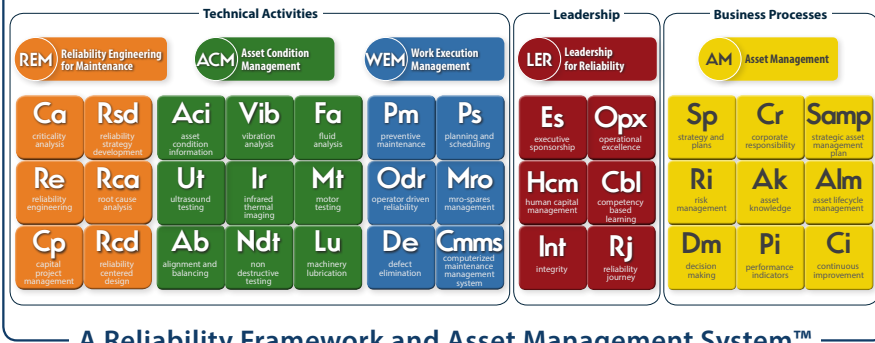 Technical Activities
Leadership
Business Processes
REM Reliability Engineering
for Maintenance
ACM Asset Condition
Management
WEM Work Execution
Management
LER Leadership
for Reliability
AM Asset Management
Ca
criticality
analysis
Rsd
reliability
strategy
development
Aci
asset
condition
information
Vib
vibration
analysis
Fa
fluid
analysis
Pm
preventive
maintenance
Ps
planning and
scheduling
Es
executive
sponsorship
Opx
operational
excellence
Sp
strategy and
plans
Cr
corporate
responsibility
Samp
strategic asset
management
plan
Re
reliability
engineering
Rca
root cause
analysis
Ut
ultrasound
testing
Ir
infrared
thermal
imaging
Mt
motor
testing
Odr
operator driven
reliability
Mro
mro-spares
management
Hcm
human capital
management
Cbl
competency
based
learning
Ri
risk
management
Ak
asset
knowledge
Alm
asset lifecycle
management
Cp
capital
project
management
Rcd
reliability
centered
design
Ab
alignment and
balancing
Ndt
non
destructive
testing
Lu
machinery
lubrication
De
defect
elimination
Cmms
computerized
maintenance
management
system
Int
integrity
Rj
reliability
journey
Dm
decision
making
Pi
performance
indicators
Ci
continuous
improvement
A Reliability Framework and Asset Management System™